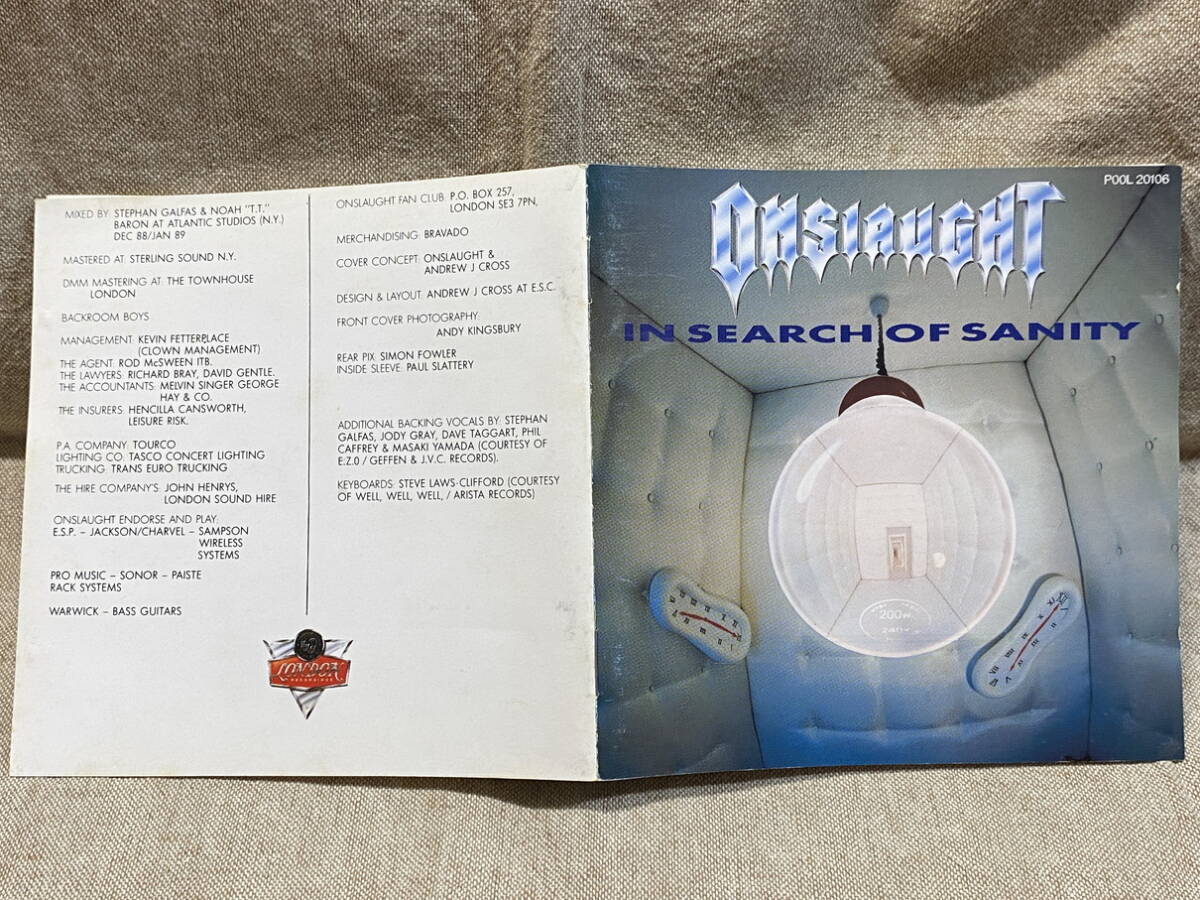 MIXED BY: STEPHAN GALFAS & NOAH "T.T."
BARON AT ATLANTIC STUDIOS (N.Y.)
DEC 88/JAN 89
MASTERED AT: STERLING SOUND N.Y.
DMM MASTERING AT: THE TOWNHOUSE
LONDON
BACKROOM BOYS
MANAGEMENT: KEVIN FETTERPLACE
(CLOWN MANAGEMENT)
THE AGENT: ROD McSWEEN ITB.
THE LAWYERS: RICHARD BRAY, DAVID GENTLE.
THE ACCOUNTANTS: MELVIN SINGER GEORGE
HAY & CO.
THE INSURERS: HENCILLA CANSWORTH,
LEISURE RISK.
P.A. COMPANY: TOURCO
LIGHTING CO: TASCO CONCERT LIGHTING
TRUCKING: TRANS EURO TRUCKING
THE HIRE COMPANY'S: JOHN HENRYS,
LONDON SOUND HIRE
ONSLAUGHT ENDORSE AND PLAY:
E.S.P. – JACKSON/CHARVEL – SAMPSON
WIRELESS
SYSTEMS
PRO MUSIC – SONOR – PAISTE
RACK SYSTEMS
WARWICK – BASS GUITARS
ONSLAUGHT FAN CLUB: P.O. BOX 257,
LONDON SE3 7PN,
MERCHANDISING: BRAVADO
COVER CONCEPT: ONSLAUGHT &
ANDREW J CROSS
DESIGN & LAYOUT: ANDREW J CROSS AT E.S.C.
FRONT COVER PHOTOGRAPHY:
ANDY KINGSBURY
REAR PIX: SIMON FOWLER
INSIDE SLEEVE: PAUL SLATTERY
ADDITIONAL BACKING VOCALS BY: STEPHAN
GALFAS, JODY GRAY, DAVE TAGGART, PHIL
CAFFREY & MASAKI YAMADA (COURTESY OF
E.Z.0 / GEFFEN & J.V.C. RECORDS).
KEYBOARDS: STEVE LAWS-CLIFFORD (COURTESY
OF WELL, WELL, WELL, / ARISTA RECORDS)
LONDON
RECORDINGS
P00L 20106
ONSLAUGHT
IN SEARCH OF SANITY
200W
240V